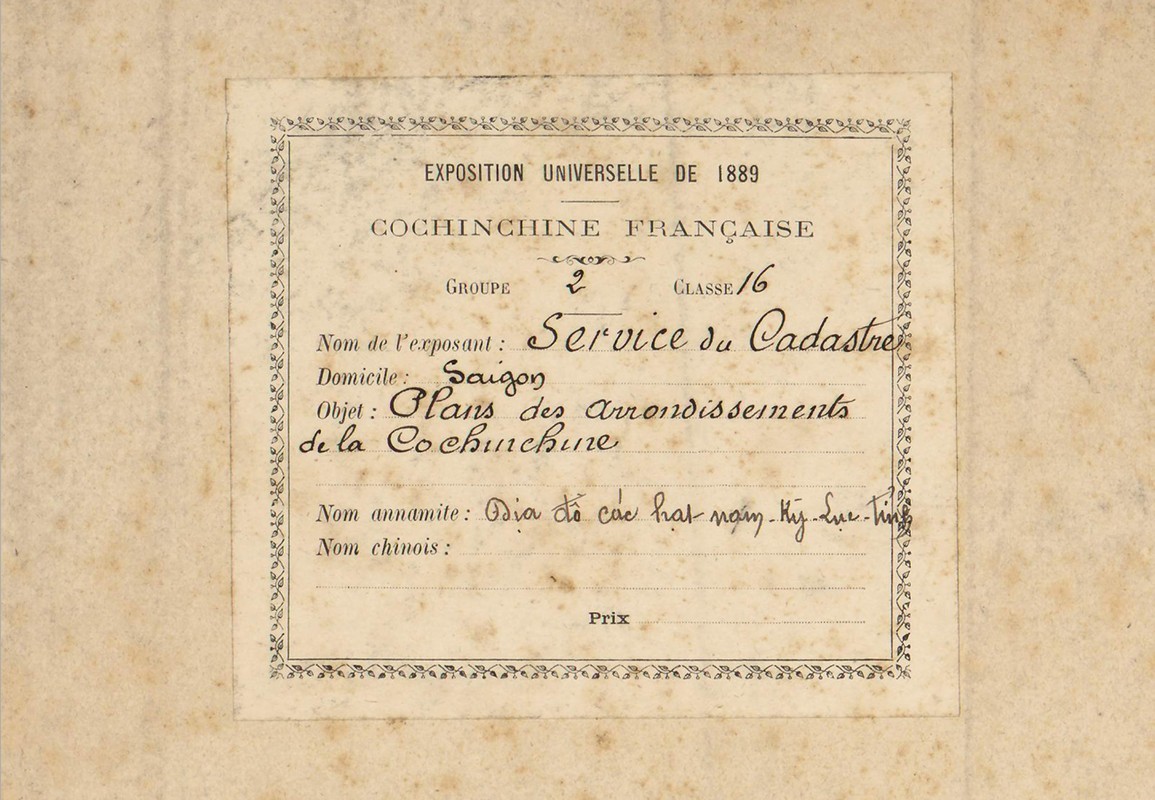 EXPOSITION UNIVERSELLE DE 1889
COCHINCHINE FRANÇAISE
GROUPE 2 CLASSE 16
Nom de l'exposant : Service du Cadastre
Domicile : Saigon
Objet : Plans des arrondissements
de la Cochinchine
Nom annamite : Địa đồ các hạt nam-Kỳ-Lục-tỉnh
Nom chinois :
Prix